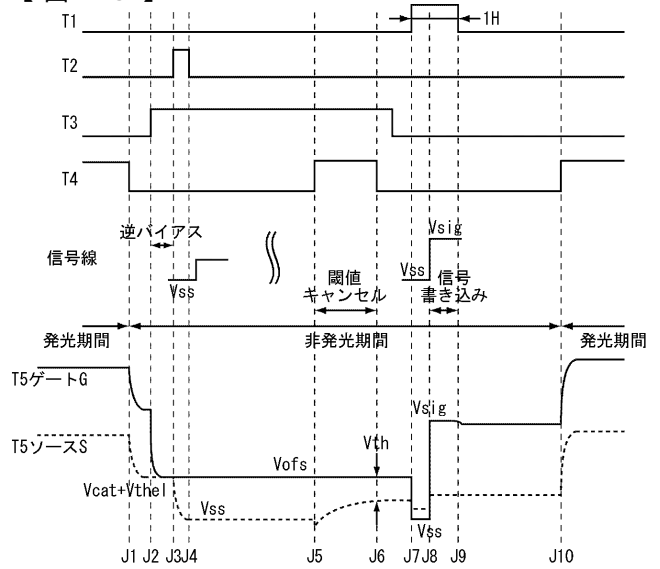 T1
1H
T2
T3
T4
逆バイアス
信号線
Vss
Vsig
Vss
閾値
キャンセル
信号
書き込み
発光期間
非発光期間
発光期間
T5ゲートG
Vsig
T5ソースS
Vofs
Vth
Vcat+Vthel
Vss
Vss
J1 J2 J3 J4 J5 J6 J7 J8 J9 J10